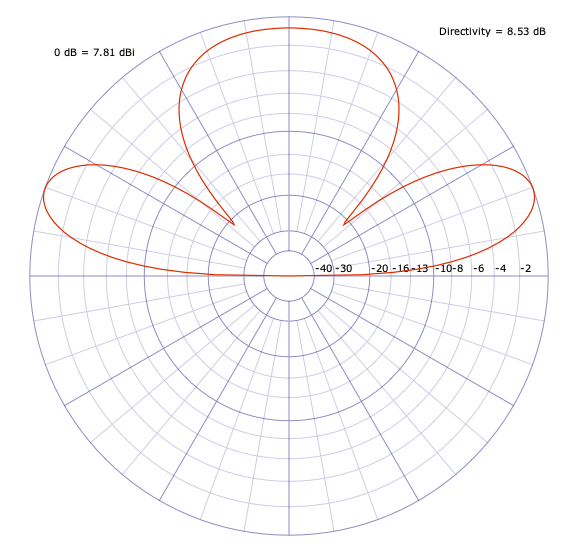 Directivity = 8.53 dB
0 dB = 7.81 dBi
-40 -30 -20 -16 -13 -10 -8 -6 -4 -2